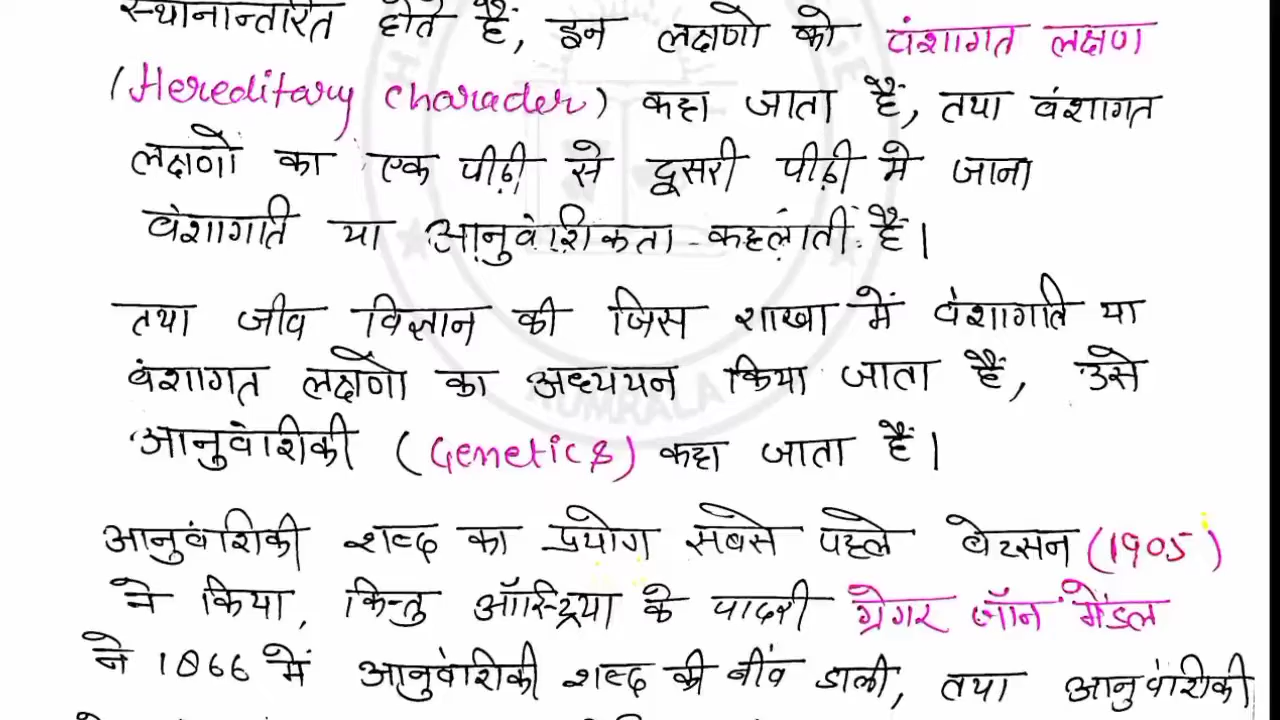 स्थानान्तरित होते हैं, इन लक्षणो को वंशागत लक्षण
(Hereditary charader) कहा जाता हैं, तथा वंशागत
लक्षणों का एक पीढ़ी से दूसरी पीढ़ी मे जाना
वंशागति या आनुवंशिकता कहलाती हैं।
तथा जीव विज्ञान की जिस शाखा में वंशागति या
वंशागत लक्षणों का अध्ययन किया जाता हैं, उसे
आनुवंशिकी (Genetics) कहा जाता हैं।
आनुवंशिकी शब्द का प्रयोग सबसे पहले बेटसन (1905)
ने किया, किन्तु ऑस्ट्रिया के पादरी ग्रेगर जॉन मेंडल
ने 1866 में आनुवंशिकी शब्द की नींव डाली, तथा आनुवंशिकी